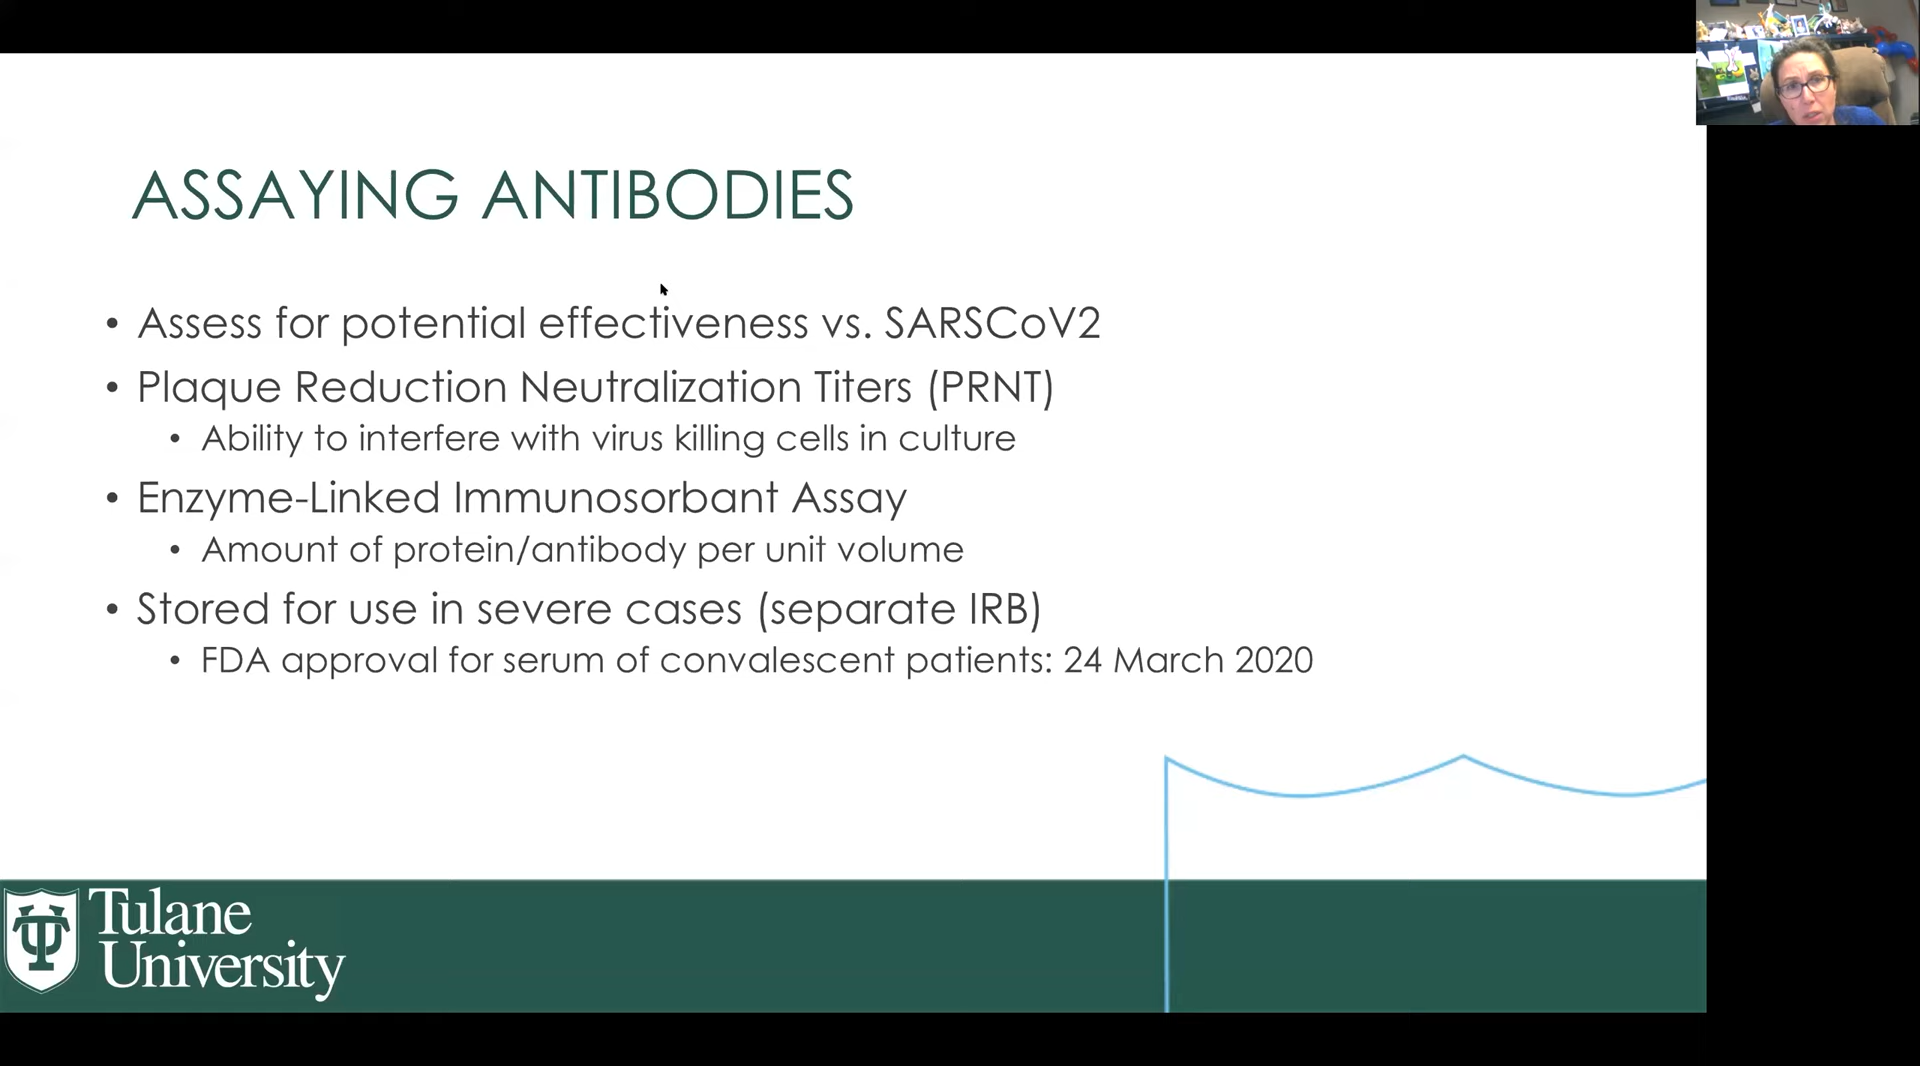 ASSAYING ANTIBODIES
• Assess for potential effectiveness vs. SARSCoV2
• Plaque Reduction Neutralization Titers (PRNT)
• Ability to interfere with virus killing cells in culture
• Enzyme-Linked Immunosorbant Assay
• Amount of protein/antibody per unit volume
• Stored for use in severe cases (separate IRB)
• FDA approval for serum of convalescent patients: 24 March 2020
Tulane
University